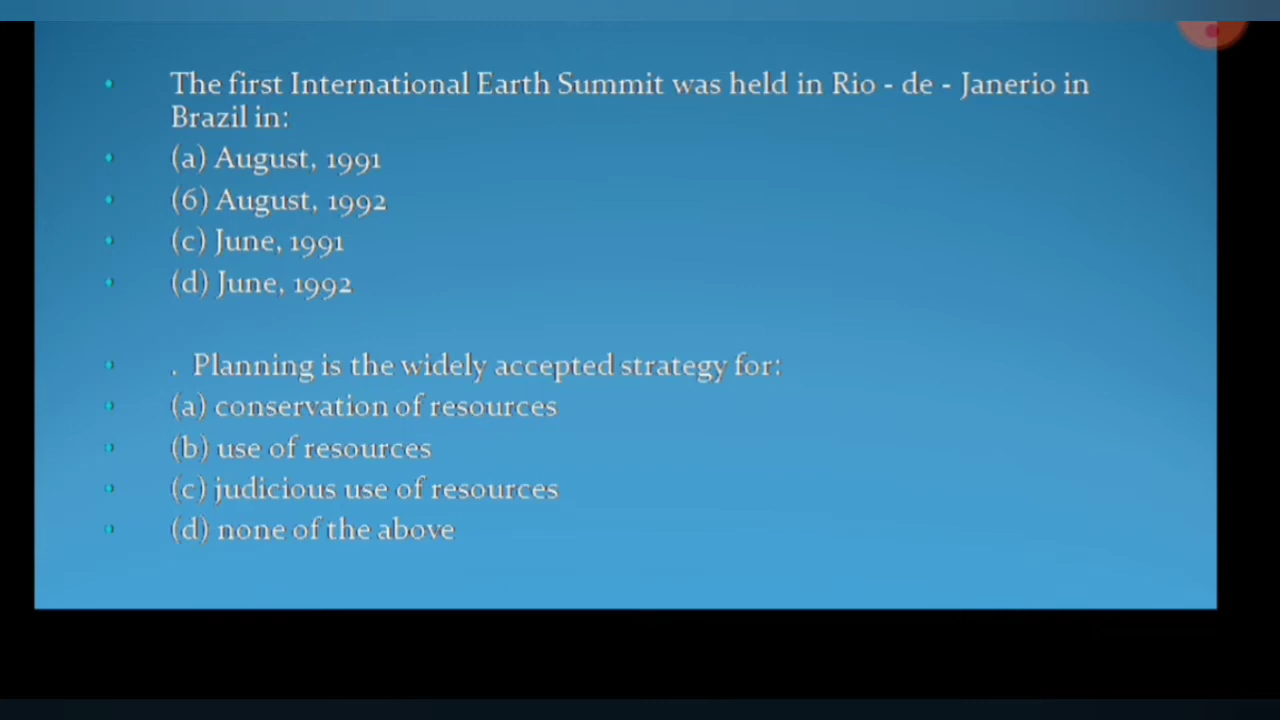 The first International Earth Summit was held in Rio - de - Janerio in
Brazil in:
(a) August, 1991
(6) August, 1992
(c) June, 1991
(d) June, 1992
. Planning is the widely accepted strategy for:
(a) conservation of resources
(b) use of resources
(c) judicious use of resources
(d) none of the above